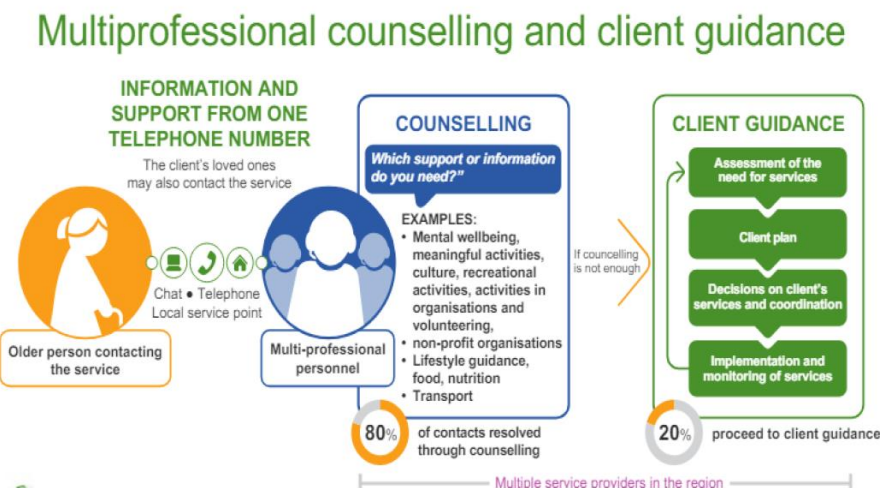 Multiprofessional counselling and client guidance
INFORMATION AND
SUPPORT FROM ONE
TELEPHONE NUMBER
The client's loved ones
may also contact the service
Chat ● Telephone
Local service point
Older person contacting
the service
Multi-professional
personnel
COUNSELLING
Which support or information
do you need?”
EXAMPLES:
• Mental wellbeing,
meaningful activities,
culture, recreational
activities, activities in
organisations and
volunteering,
• non-profit organisations
• Lifestyle guidance,
food, nutrition
• Transport
80%
of contacts resolved
through counselling
If councelling
is not enough
CLIENT GUIDANCE
Assessment of the
need for services
Client plan
Decisions on client's
services and coordination
Implementation and
monitoring of services
20%
proceed to client guidance
Multiple service providers in the region